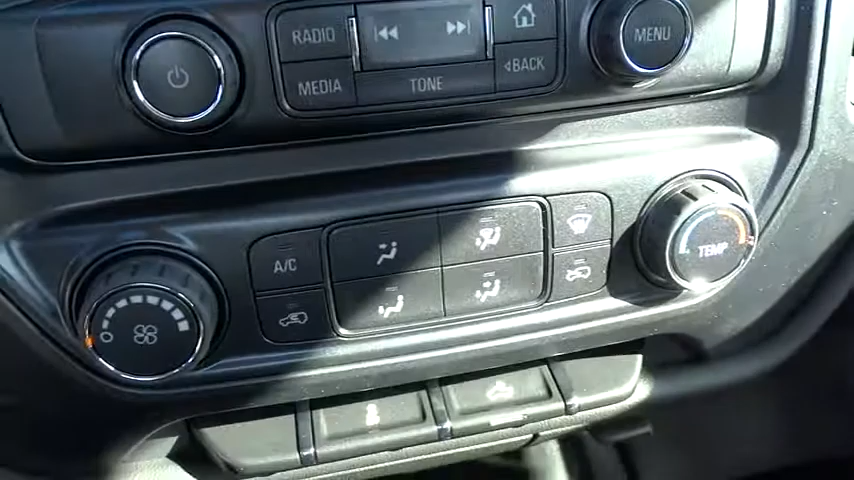 RADIO
MEDIA
TONE
BACK
MENU
A/C
TEMP